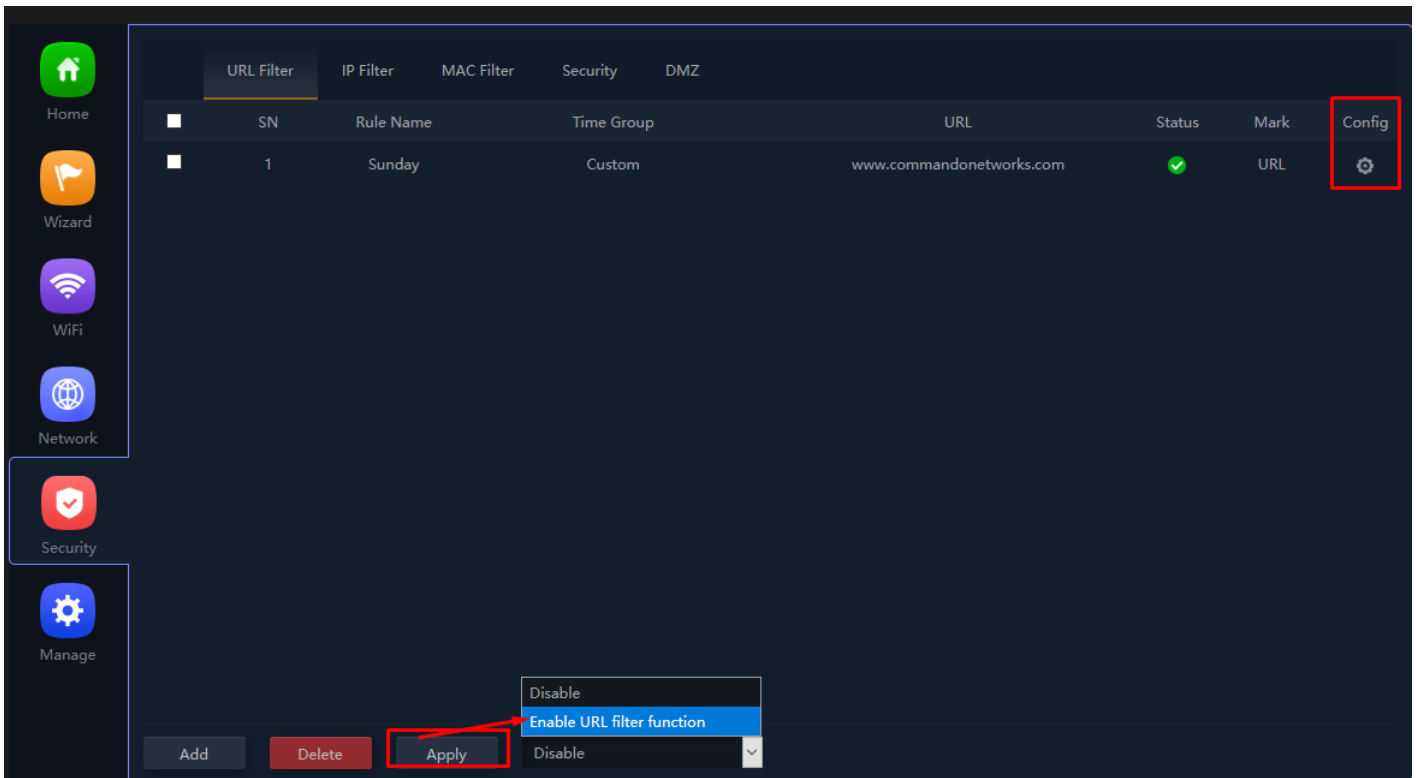 Home
Wizard
WiFi
Network
Security
Manage
URL Filter IP Filter MAC Filter Security DMZ
SN Rule Name Time Group URL Status Mark Config
1 Sunday Custom www.commandonetworks.com URL
Disable
Enable URL filter function
Add Delete Apply Disable